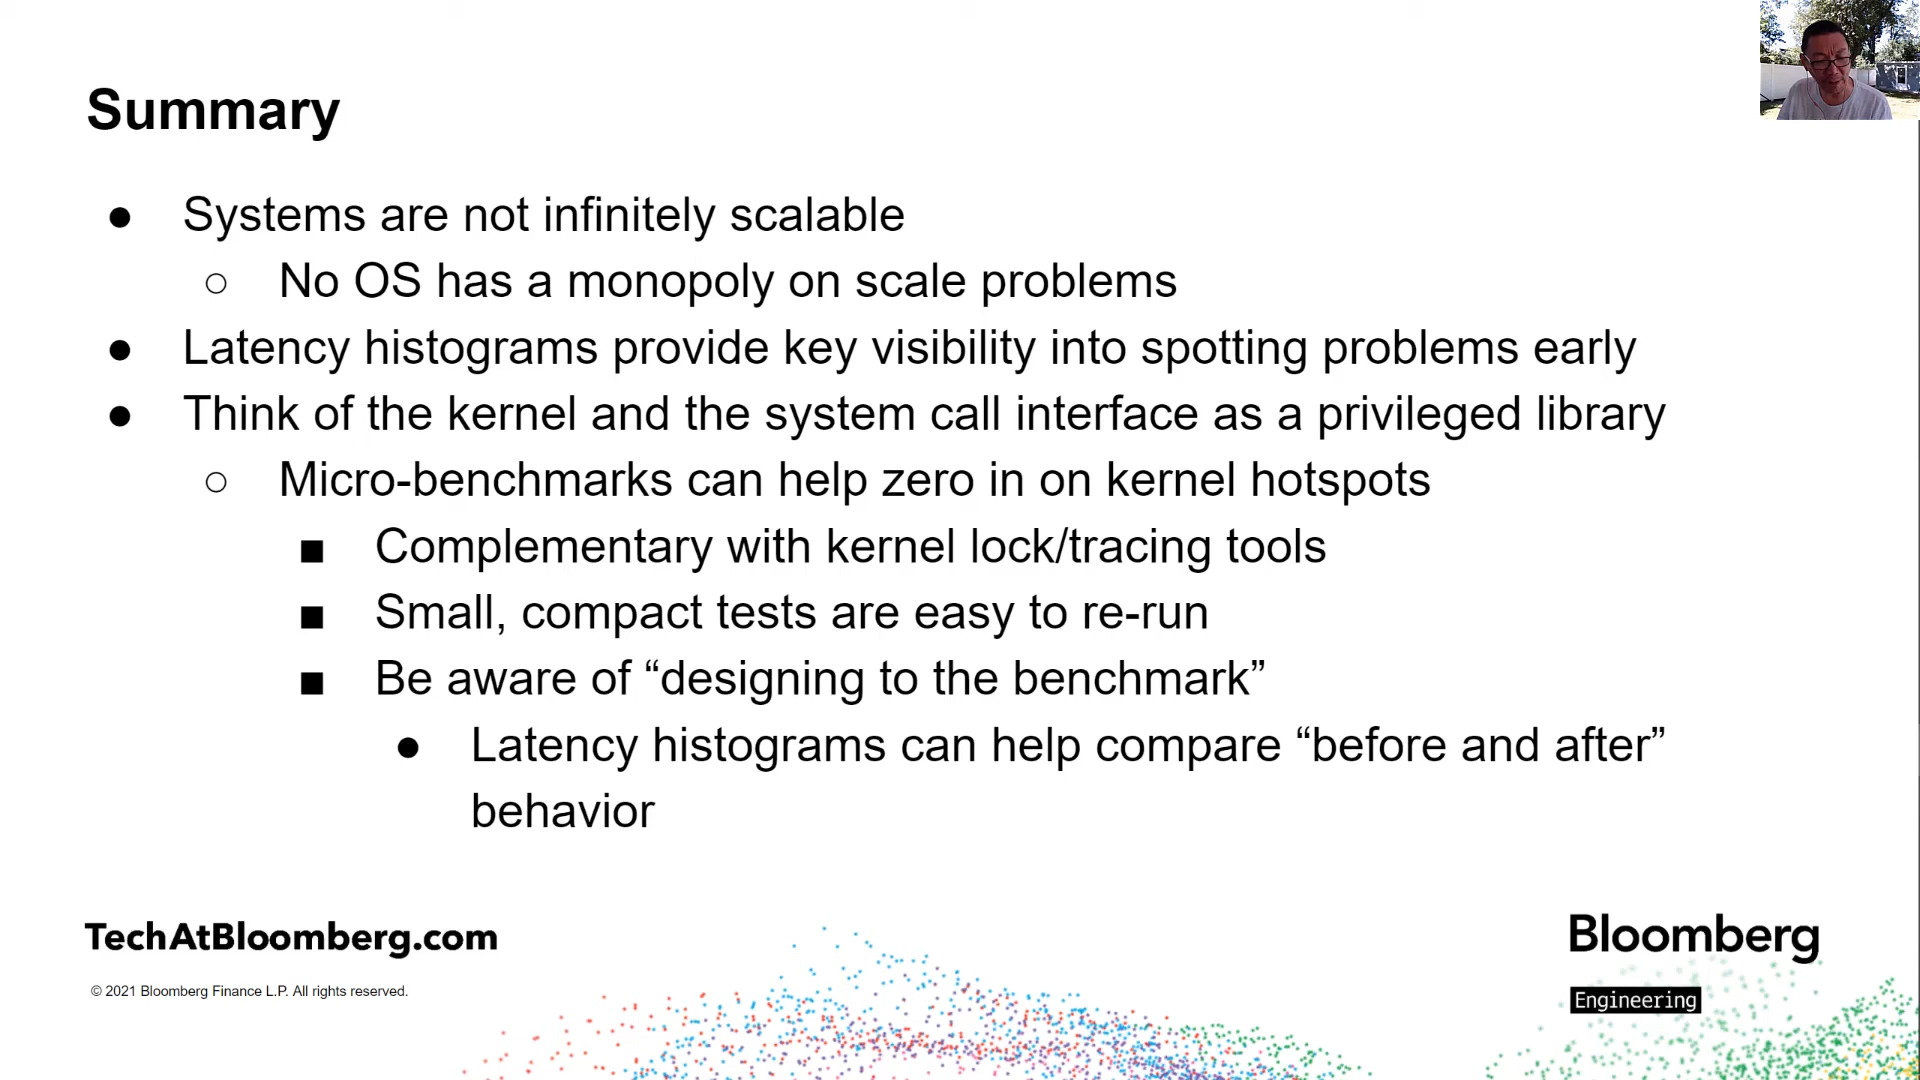 Summary
● Systems are not infinitely scalable
○ No OS has a monopoly on scale problems
● Latency histograms provide key visibility into spotting problems early
● Think of the kernel and the system call interface as a privileged library
○ Micro-benchmarks can help zero in on kernel hotspots
■ Complementary with kernel lock/tracing tools
■ Small, compact tests are easy to re-run
■ Be aware of “designing to the benchmark”
● Latency histograms can help compare “before and after”
behavior
TechAtBloomberg.com
© 2021 Bloomberg Finance L.P. All rights reserved.
Bloomberg
Engineering